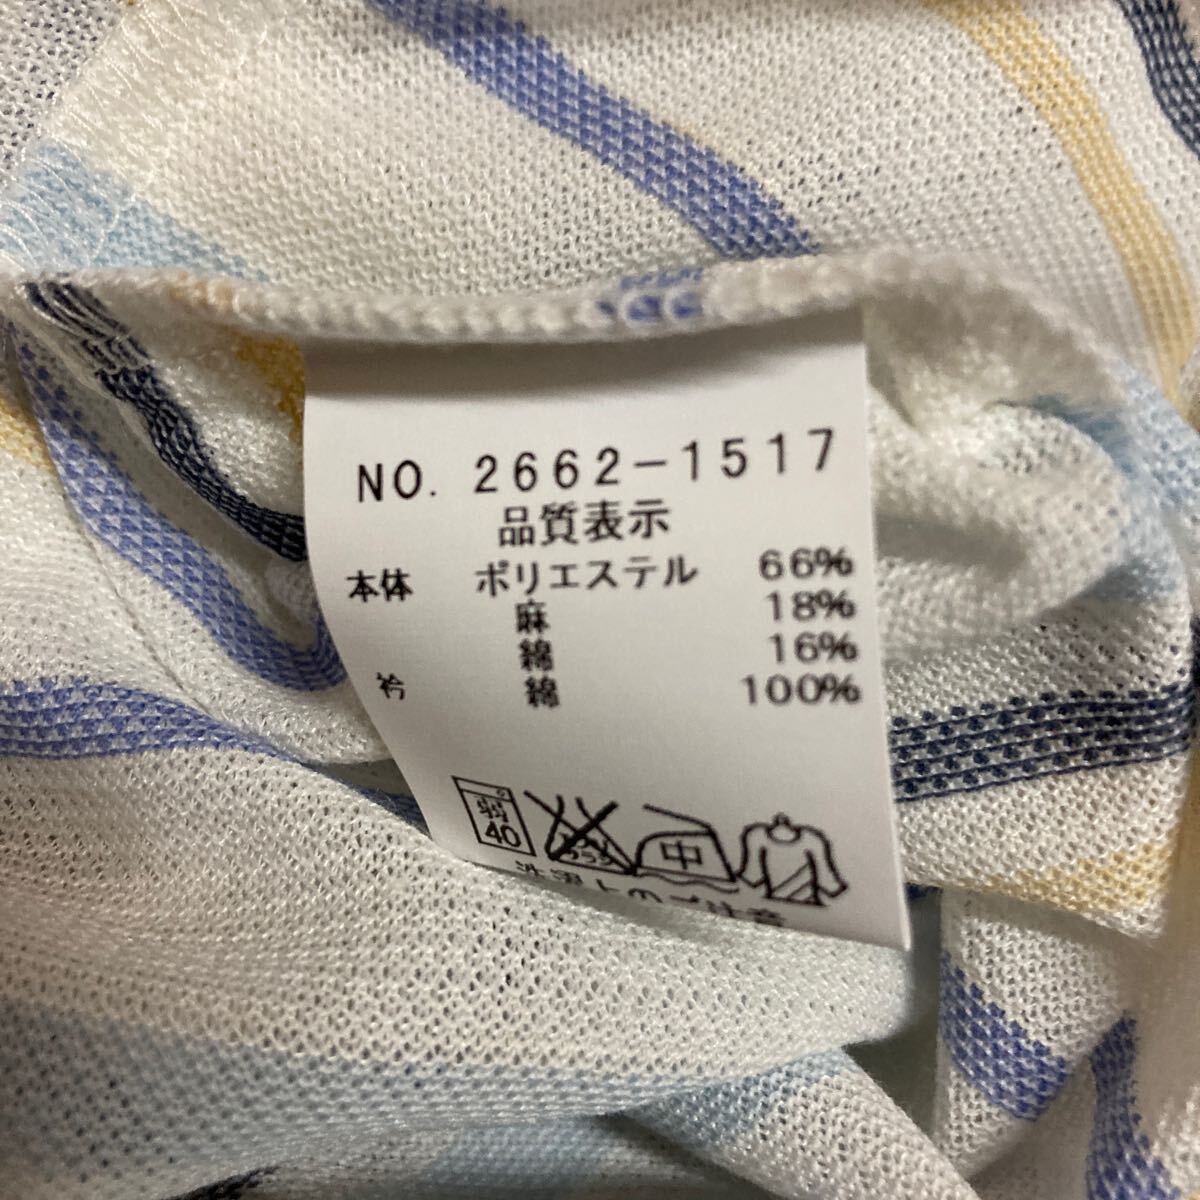 NO. 2662-1517
品質表示
本体 ポリエステル 66%
麻 18%
綿 16%
衿 綿 100%
弱 40 中